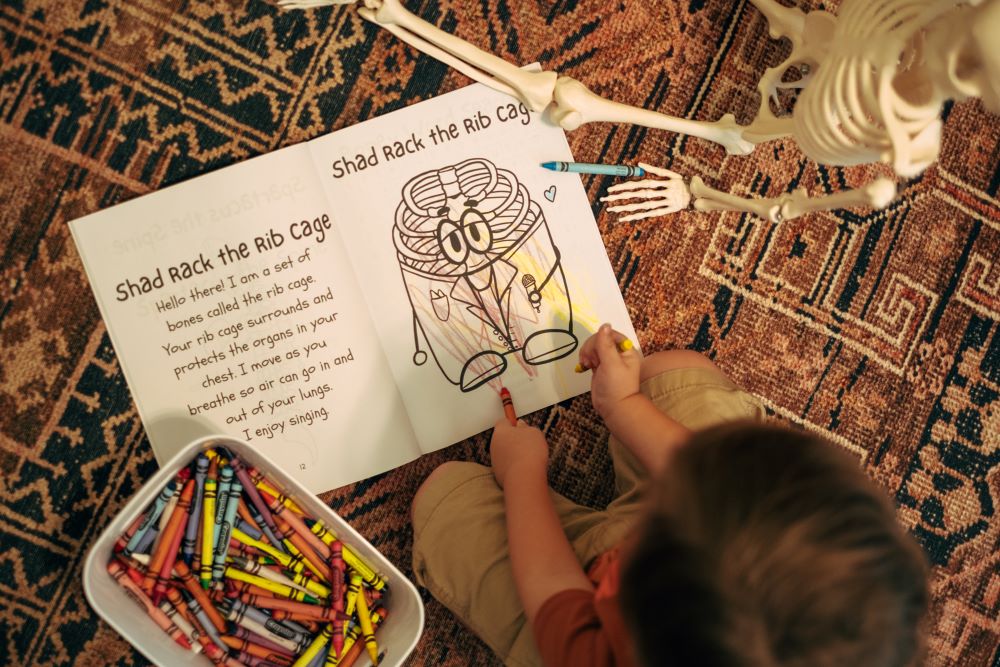 Shad Rack the Rib Cage
Hello there! I am a set of
bones called the rib cage.
Your rib cage surrounds and
protects the organs in your
chest. I move as you
breathe so air can go in and
out of your lungs.
I enjoy singing.
12
Shad Rack the Rib Cage